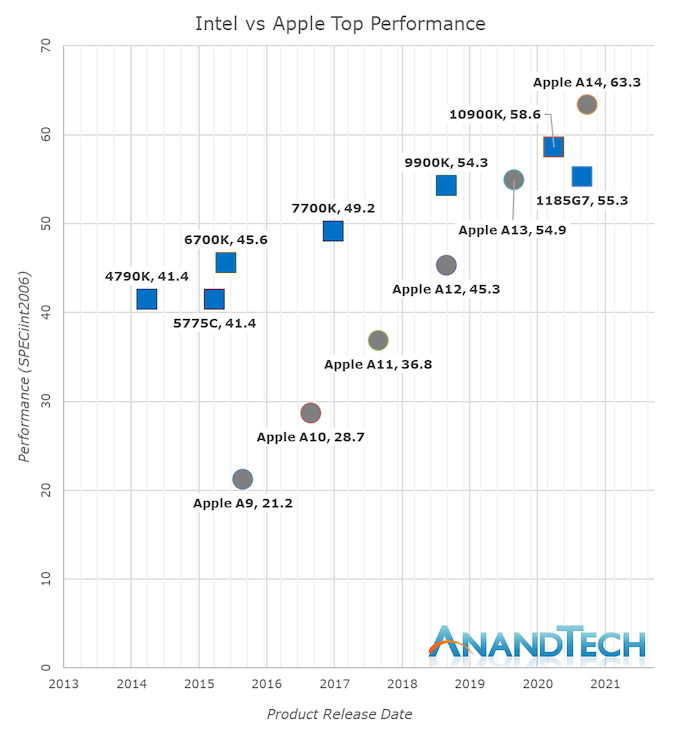 Intel vs Apple Top Performance
70
Apple A14, 63.3
10900K, 58.6
60
9900K, 54.3
1185G7, 55.3
7700K, 49.2
50
Apple A13, 54.9
6700K, 45.6
4790K, 41.4
Apple A12, 45.3
40
5775C, 41.4
Apple A11, 36.8
30
Apple A10, 28.7
20
Apple A9, 21.2
10
0
Performance (SPECiint2006)
ANANDTECH
2013 2014 2015 2016 2017 2018 2019 2020 2021
Product Release Date